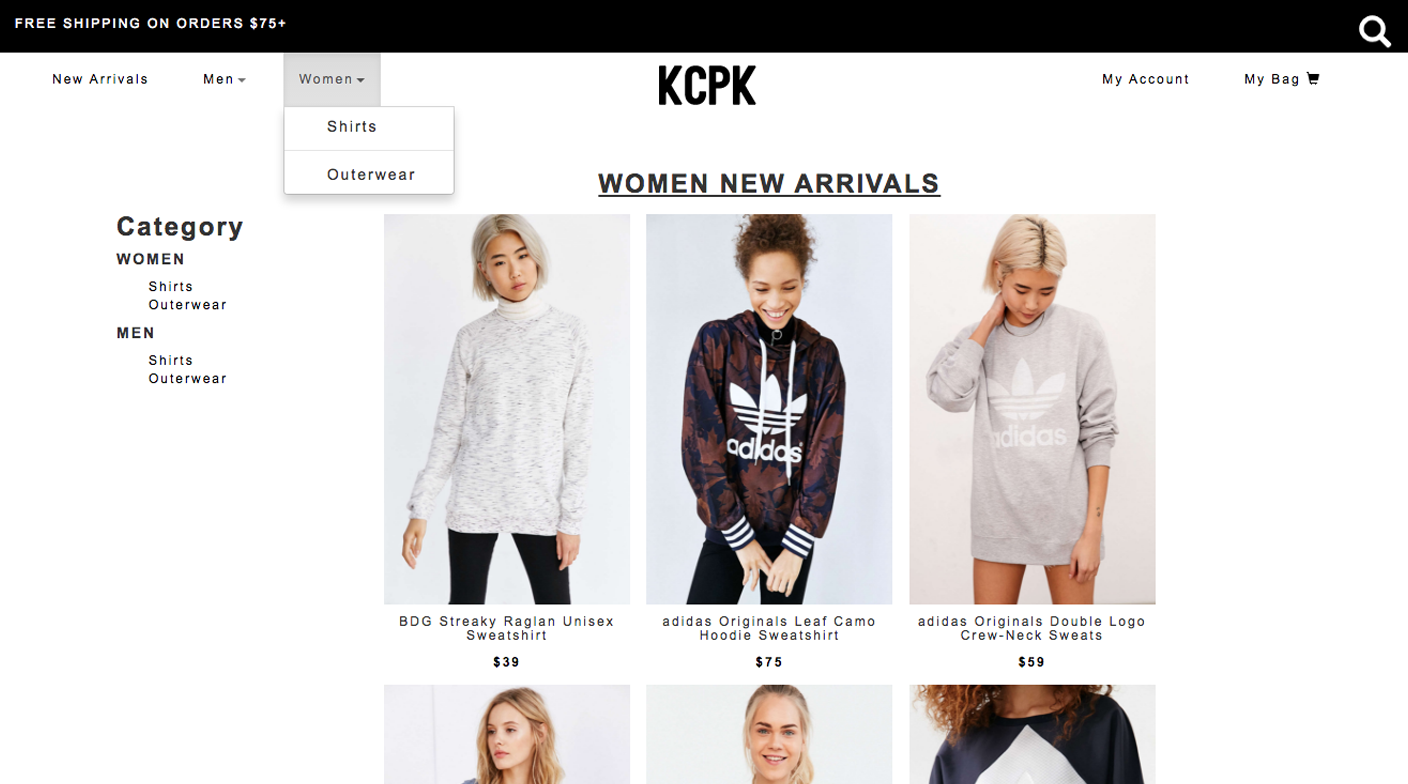 FREE SHIPPING ON ORDERS $75+
New Arrivals
Men
Women
KCPK
My Account
My Bag
Shirts
Outerwear
WOMEN NEW ARRIVALS
Category
WOMEN
Shirts
Outerwear
MEN
Shirts
Outerwear
adidas
adidas
BDG Streaky Raglan Unisex
Sweatshirt
$39
adidas Originals Leaf Camo
Hoodie Sweatshirt
$75
adidas Originals Double Logo
Crew-Neck Sweats
$59